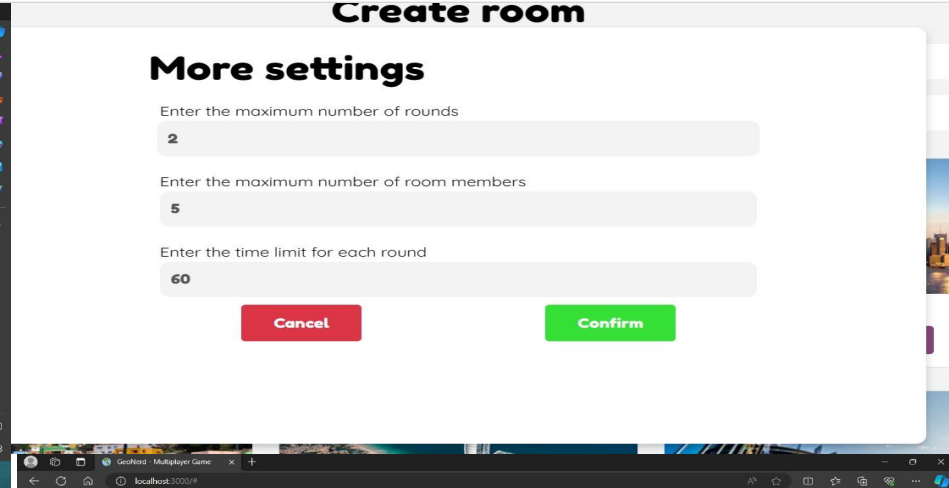 Create room
More settings
Enter the maximum number of rounds
2
Enter the maximum number of room members
5
Enter the time limit for each round
60
Cancel
Confirm
GeoNerd - Multiplayer Game
localhost:3000/#